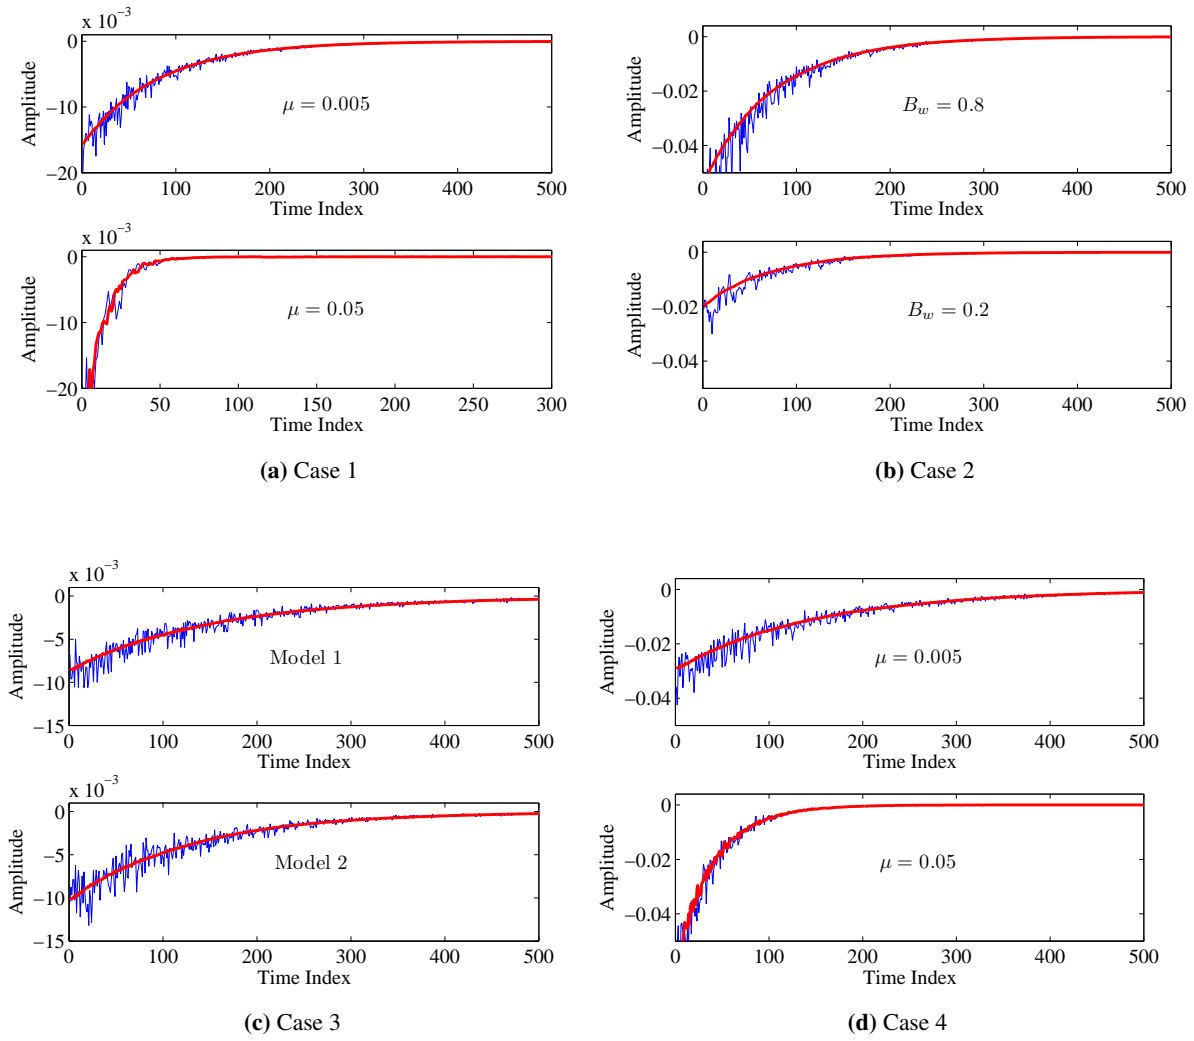 x 10⁻³
0
−10
−20
Amplitude
μ = 0.005
0 100 200 300 400 500
Time Index
x 10⁻³
0
−10
−20
Amplitude
μ = 0.05
0 50 100 150 200 250 300
Time Index
(a) Case 1
0
−0.02
−0.04
Amplitude
B_w = 0.8
0 100 200 300 400 500
Time Index
0
−0.02
−0.04
Amplitude
B_w = 0.2
0 100 200 300 400 500
Time Index
(b) Case 2
x 10⁻³
0
−5
−10
−15
Amplitude
Model 1
0 100 200 300 400 500
Time Index
x 10⁻³
0
−5
−10
−15
Amplitude
Model 2
0 100 200 300 400 500
Time Index
(c) Case 3
0
−0.02
−0.04
Amplitude
μ = 0.005
0 100 200 300 400 500
Time Index
0
−0.02
−0.04
Amplitude
μ = 0.05
0 100 200 300 400 500
Time Index
(d) Case 4